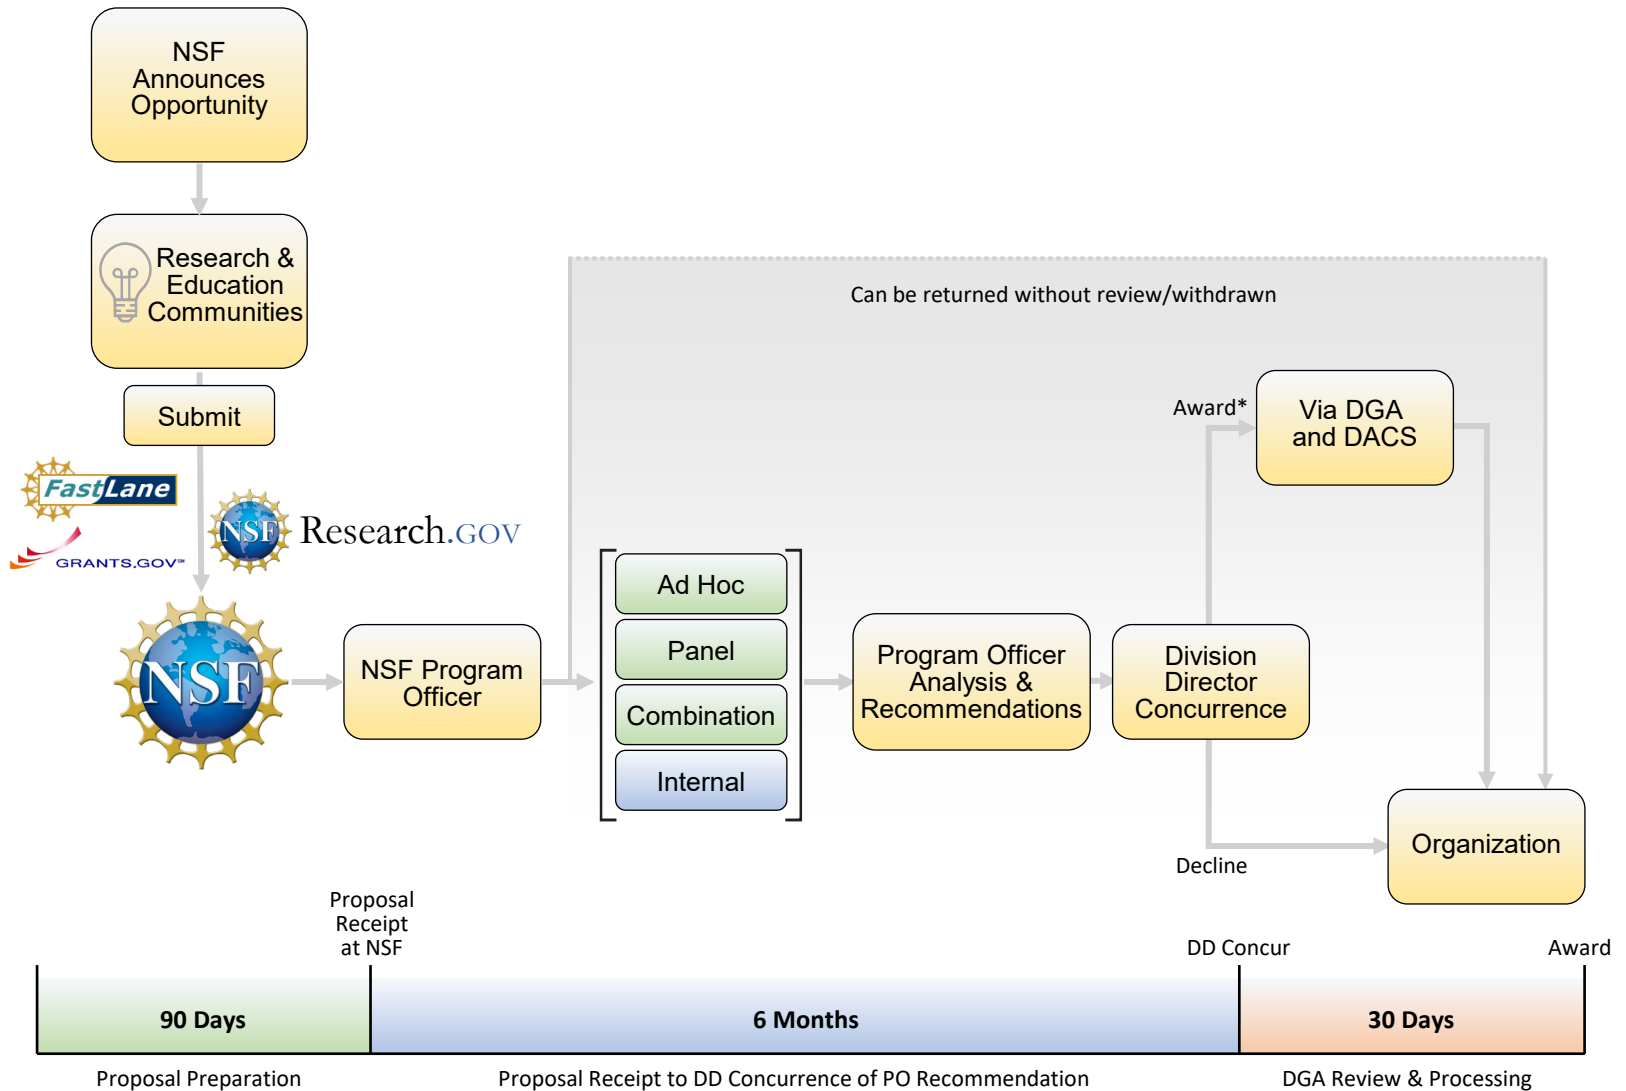 NSF
Announces
Opportunity
Research &
Education
Communities
Submit
FastLane
GRANTS.GOV℠
NSF
Research.GOV
NSF
NSF Program
Officer
Can be returned without review/withdrawn
Ad Hoc
Panel
Combination
Internal
Program Officer
Analysis &
Recommendations
Division
Director
Concurrence
Award*
Via DGA
and DACS
Decline
Organization
Proposal
Receipt
at NSF
DD Concur
Award
90 Days
6 Months
30 Days
Proposal Preparation
Proposal Receipt to DD Concurrence of PO Recommendation
DGA Review & Processing